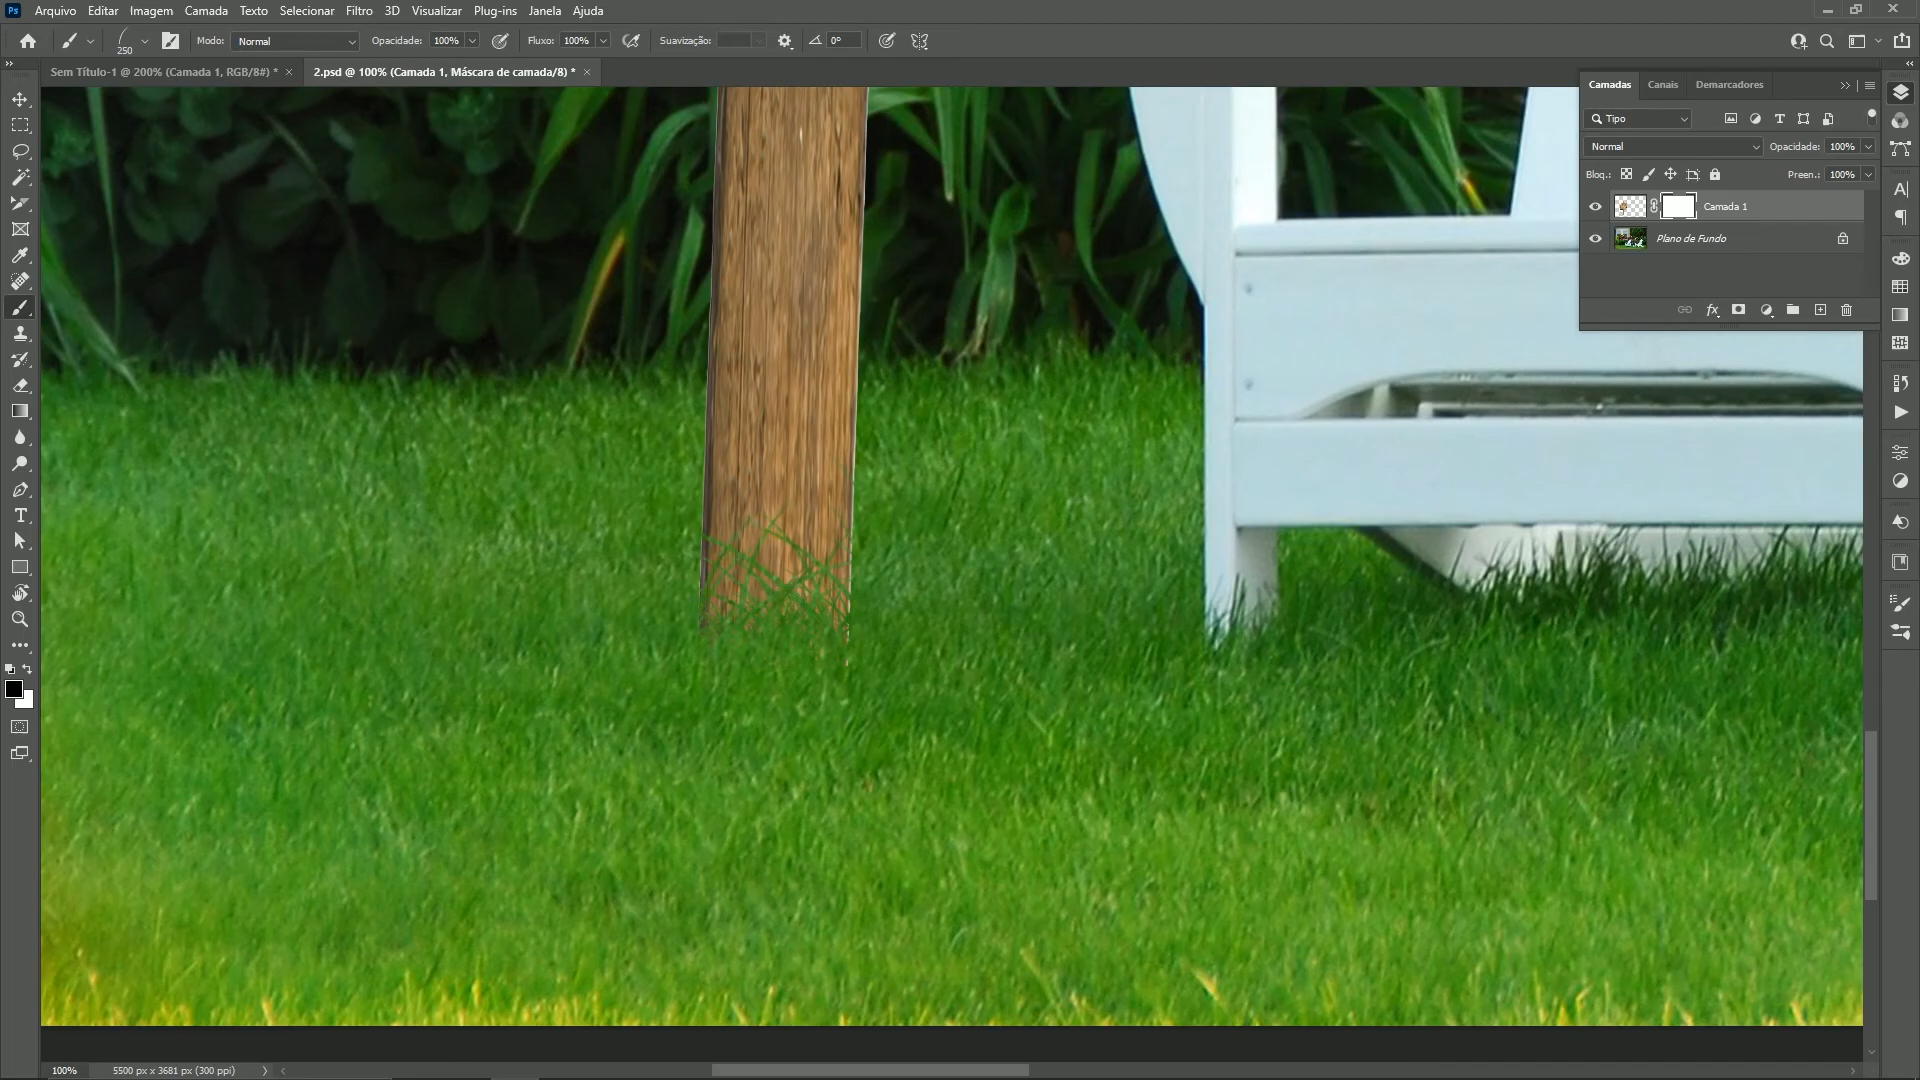 Ps Arquivo Editar Imagem Camada Texto Selecionar Filtro 3D Visualizar Plug-ins Janela Ajuda
250 Modo: Normal Opacidade: 100% Fluxo: 100% Suavização: 0°
Sem Título-1 @ 200% (Camada 1, RGB/8#) * × 2.psd @ 100% (Camada 1, Máscara de camada/8) * ×
Camadas Canais Demarcadores
Tipo
Normal Opacidade: 100%
Bloq.: Preen.: 100%
Camada 1
Plano de Fundo
100% 5500 px x 3681 px (300 ppi)